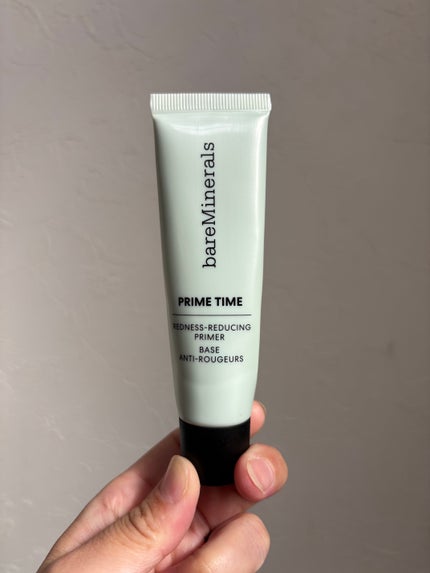 bareMinerals
PRIME TIME
REDNESS-REDUCING
PRIMER
BASE
ANTI-ROUGEURS